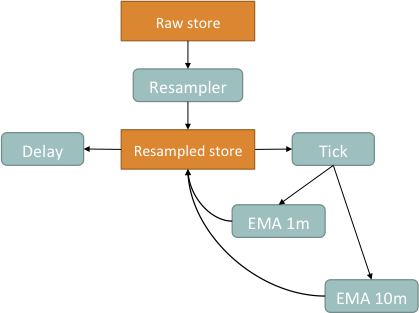 Raw store
Resampler
Delay
Resampled store
Tick
EMA 1m
EMA 10m